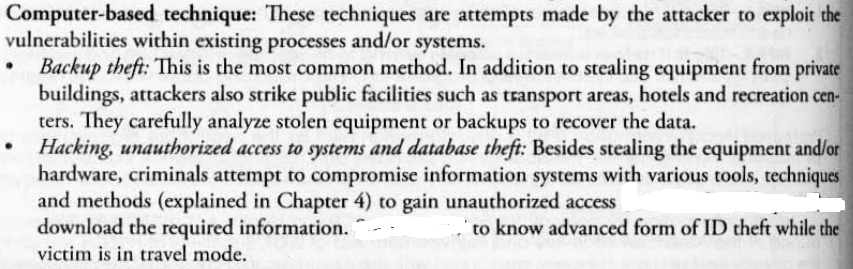 Computer-based technique: These techniques are attempts made by the attacker to exploit the
vulnerabilities within existing processes and/or systems.
• Backup theft: This is the most common method. In addition to stealing equipment from private
buildings, attackers also strike public facilities such as transport areas, hotels and recreation cen-
ters. They carefully analyze stolen equipment or backups to recover the data.
• Hacking, unauthorized access to systems and database theft: Besides stealing the equipment and/or
hardware, criminals attempt to compromise information systems with various tools, techniques
and methods (explained in Chapter 4) to gain unauthorized access
download the required information. to know advanced form of ID theft while the
victim is in travel mode.